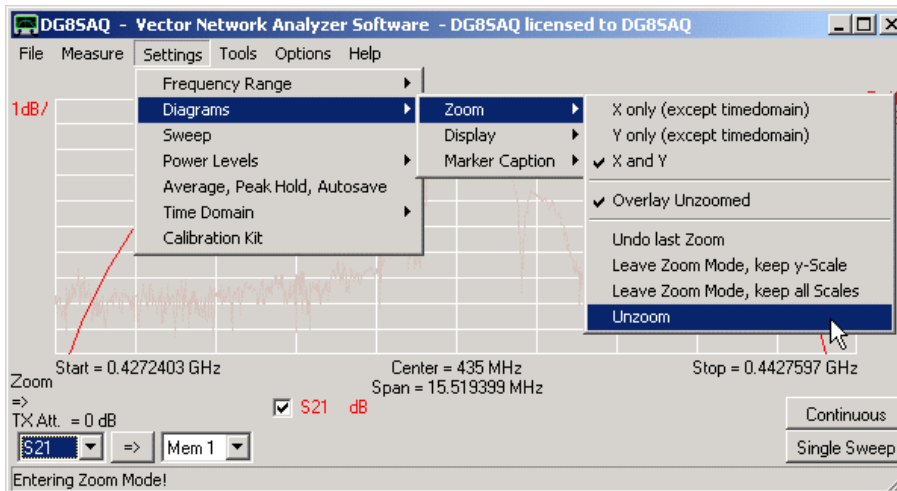 DG8SAQ - Vector Network Analyzer Software - DG8SAQ licensed to DG8SAQ
File Measure Settings Tools Options Help
1dB/
Frequency Range
Diagrams
Sweep
Power Levels
Average, Peak Hold, Autosave
Time Domain
Calibration Kit
Zoom
Display
Marker Caption
X only (except timedomain)
Y only (except timedomain)
X and Y
Overlay Unzoomed
Undo last Zoom
Leave Zoom Mode, keep y-Scale
Leave Zoom Mode, keep all Scales
Unzoom
Start = 0.4272403 GHz Center = 435 MHz Stop = 0.4427597 GHz
Span = 15.519399 MHz
Zoom
=>
TX Att. = 0 dB
S21 dB
Continuous
S21 => Mem 1
Single Sweep
Entering Zoom Mode!